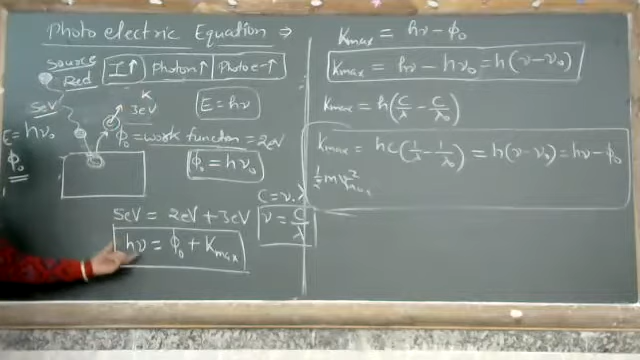 Photo electric Equation →
Source
Red
I↑ Photon↑ Photo e-↑
5eV
K
3eV
E = hν
E = hν₀
ϕ₀
ϕ₀ = work function = 2eV
ϕ₀ = hν₀
C = ν.λ
ν = C/λ
5eV = 2eV + 3eV
hν = ϕ₀ + Kmax
Kmax = hν - ϕ₀
Kmax = hν - hν₀ = h(ν - ν₀)
Kmax = h(C/λ - C/λ₀)
Kmax = hc(1/λ - 1/λ₀) = h(ν - ν₀) = hν - ϕ₀
1/2 mv²max